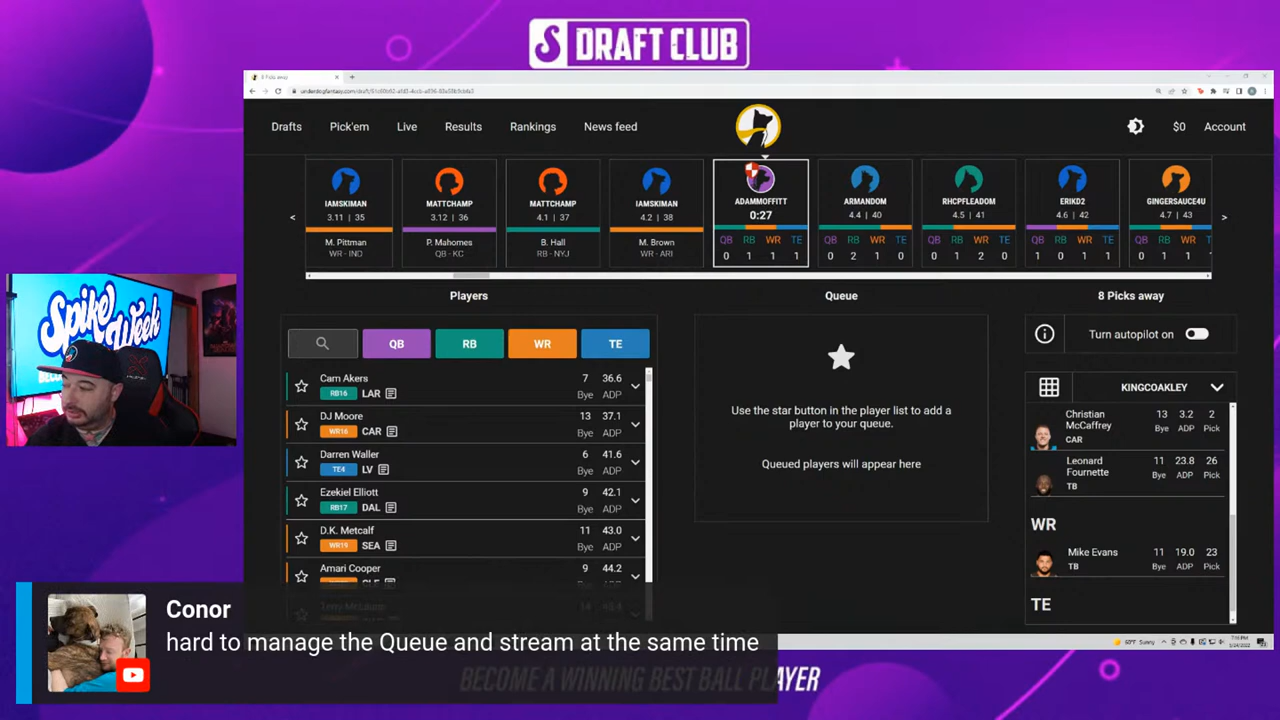 DRAFT CLUB
8 Picks away
Drafts Pick'em Live Results Rankings News feed $0 Account
IAMSKIMAN
3.11 | 35
M. Pittman
WR - IND
MATTCHAMP
3.12 | 36
P. Mahomes
QB - KC
MATTCHAMP
4.1 | 37
B. Hall
RB - NYJ
IAMSKIMAN
4.2 | 38
M. Brown
WR - ARI
ADAMMOFFITT
0:27
QB RB WR TE
0 1 1 1
ARMANDOM
4.4 | 40
QB RB WR TE
0 2 1 0
RHCPFLEADOM
4.5 | 41
QB RB WR TE
0 1 2 0
ERIKD2
4.6 | 42
QB RB WR TE
1 0 1 1
GINGERSAUCE4U
4.7 | 43
QB RB WR T
0 1 1
< >
Players
QB RB WR TE
Cam Akers 7 36.6
RB16 LAR Bye ADP
DJ Moore 13 37.1
WR16 CAR Bye ADP
Darren Waller 6 41.6
TE4 LV Bye ADP
Ezekiel Elliott 9 42.1
RB17 DAL Bye ADP
D.K. Metcalf 11 43.0
WR19 SEA Bye ADP
Amari Cooper 9 44.2
CLE Bye ADP
Queue
Use the star button in the player list to add a
player to your queue.
Queued players will appear here
8 Picks away
Turn autopilot on
KINGCOAKLEY
Christian
McCaffrey
CAR
13 3.2 2
Bye ADP Pick
Leonard
Fournette
TB
11 23.8 26
Bye ADP Pick
WR
Mike Evans 11 19.0 23
TB Bye ADP Pick
TE
Spike
Week
Conor
hard to manage the Queue and stream at the same time
BECOME A WINNING BEST BALL PLAYER